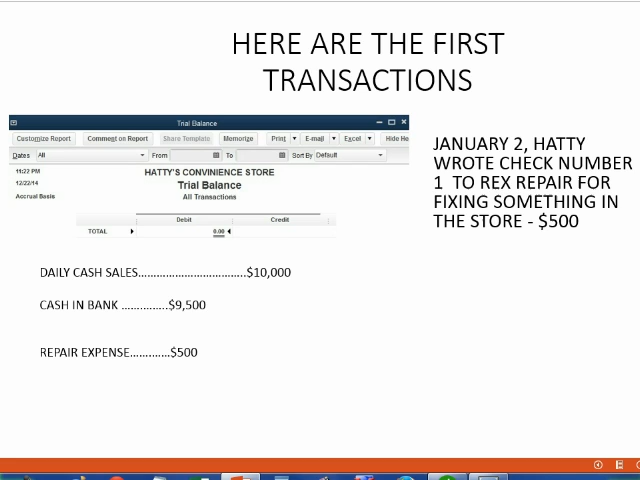 HERE ARE THE FIRST
TRANSACTIONS
Trial Balance
Customize Report Comment on Report Share Template Memorize Print E-mail Excel Hide He
Dates All From To Sort By Default
11:22 PM
12/22/14
Accrual Basis
HATTY'S CONVINIENCE STORE
Trial Balance
All Transactions
Debit Credit
TOTAL 0.00
JANUARY 2, HATTY
WROTE CHECK NUMBER
1 TO REX REPAIR FOR
FIXING SOMETHING IN
THE STORE - $500
DAILY CASH SALES……………………………..$10,000
CASH IN BANK ……………$9,500
REPAIR EXPENSE…………$500